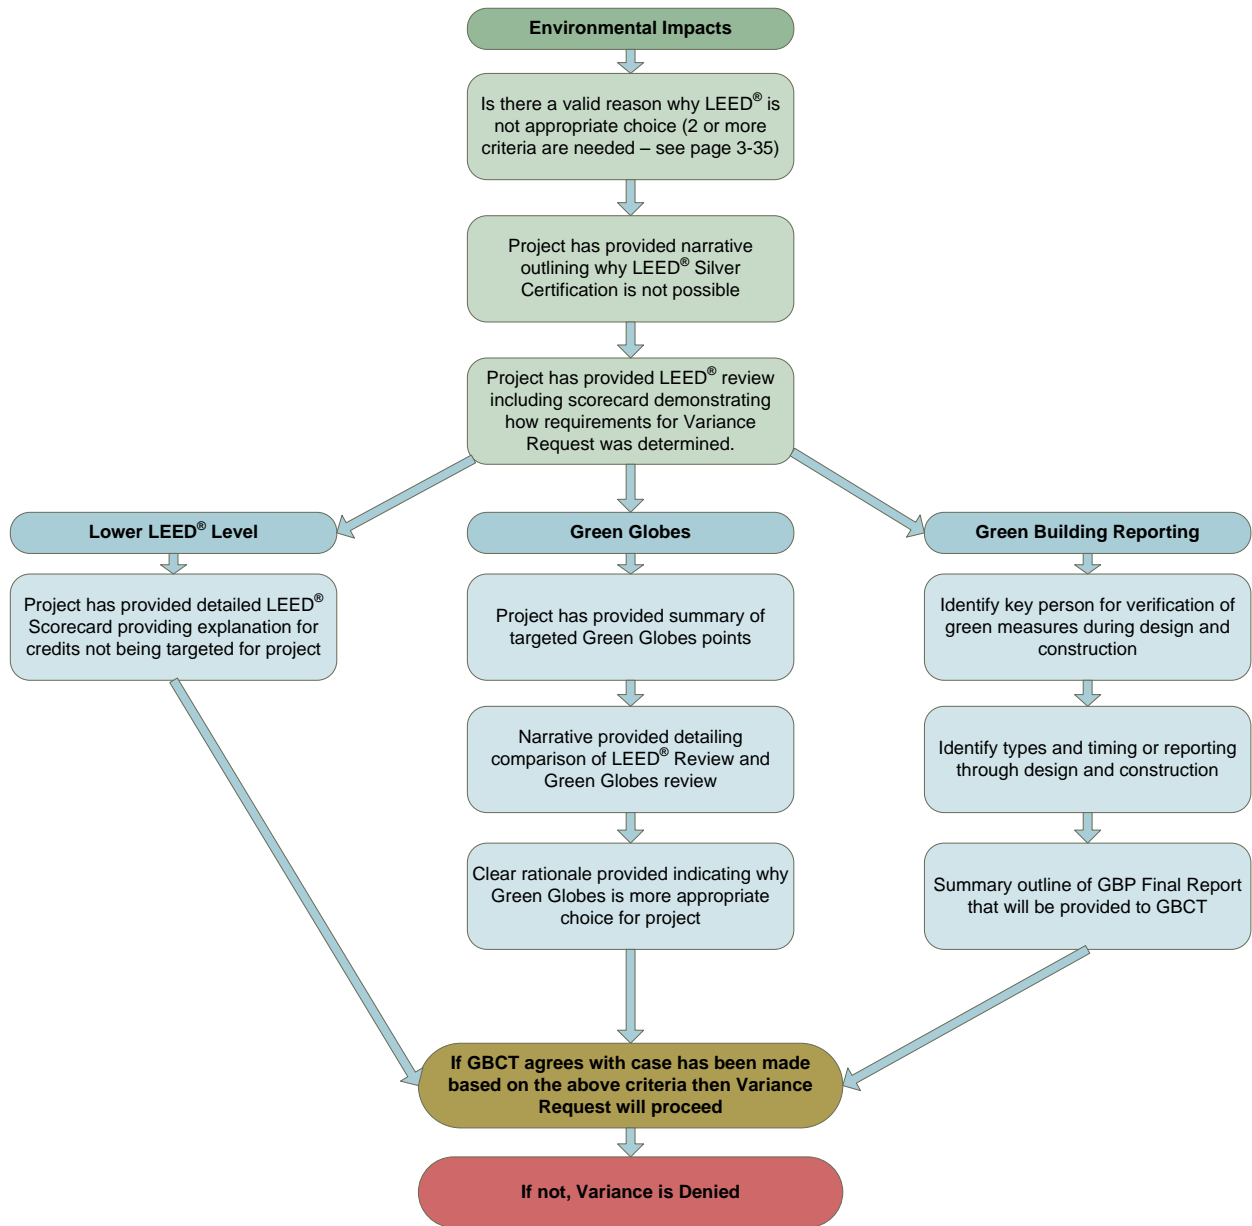 Environmental Impacts
Is there a valid reason why LEED® is
not appropriate choice (2 or more
criteria are needed – see page 3-35)
Project has provided narrative
outlining why LEED® Silver
Certification is not possible
Project has provided LEED® review
including scorecard demonstrating
how requirements for Variance
Request was determined.
Lower LEED® Level
Project has provided detailed LEED®
Scorecard providing explanation for
credits not being targeted for project
Green Globes
Project has provided summary of
targeted Green Globes points
Narrative provided detailing
comparison of LEED® Review and
Green Globes review
Clear rationale provided indicating why
Green Globes is more appropriate
choice for project
Green Building Reporting
Identify key person for verification of
green measures during design and
construction
Identify types and timing or reporting
through design and construction
Summary outline of GBP Final Report
that will be provided to GBCT
If GBCT agrees with case has been made
based on the above criteria then Variance
Request will proceed
If not, Variance is Denied